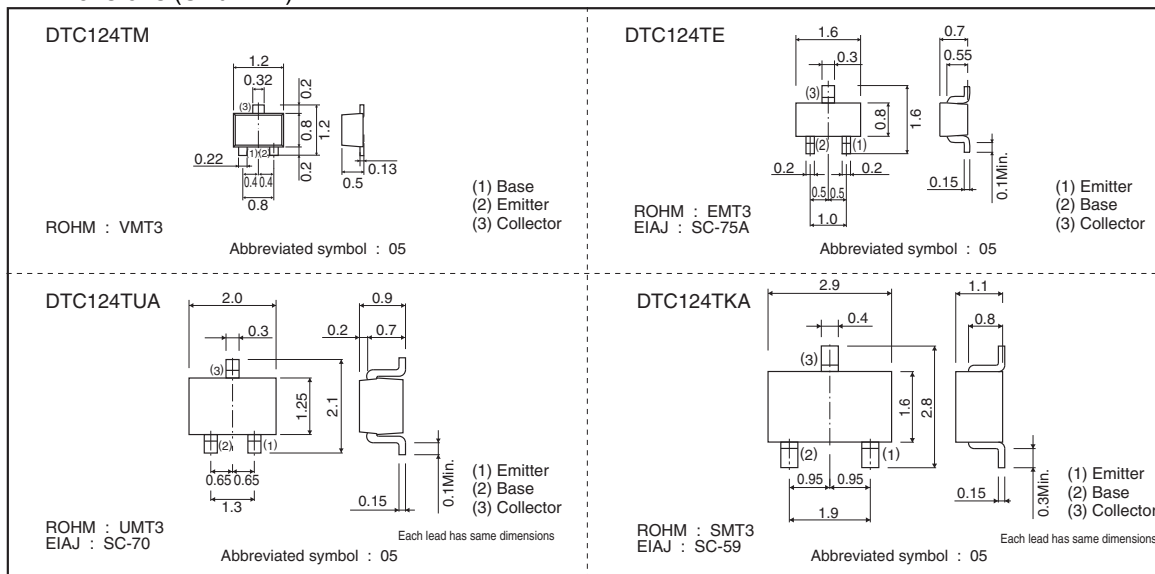 DTC124TM
1.2
0.32
0.2
(3)
0.8
1.2
(1) (2)
0.22
0.2
0.4 0.4
0.8
0.5
0.13
(1) Base
(2) Emitter
(3) Collector
ROHM : VMT3
Abbreviated symbol : 05
DTC124TE
1.6
0.3
0.7
0.55
(3)
0.8
1.6
(2)
(1)
0.2
0.2
0.5 0.5
1.0
0.15
0.1Min.
(1) Emitter
(2) Base
(3) Collector
ROHM : EMT3
EIAJ : SC-75A
Abbreviated symbol : 05
DTC124TUA
2.0
0.3
0.9
0.2
0.7
(3)
1.25
2.1
(2)
(1)
0.65 0.65
1.3
0.15
0.1Min.
(1) Emitter
(2) Base
(3) Collector
ROHM : UMT3
EIAJ : SC-70
Each lead has same dimensions
Abbreviated symbol : 05
DTC124TKA
2.9
0.4
1.1
0.8
(3)
1.6
2.8
(2)
(1)
0.95 0.95
1.9
0.15
0.3Min.
(1) Emitter
(2) Base
(3) Collector
ROHM : SMT3
EIAJ : SC-59
Each lead has same dimensions
Abbreviated symbol : 05